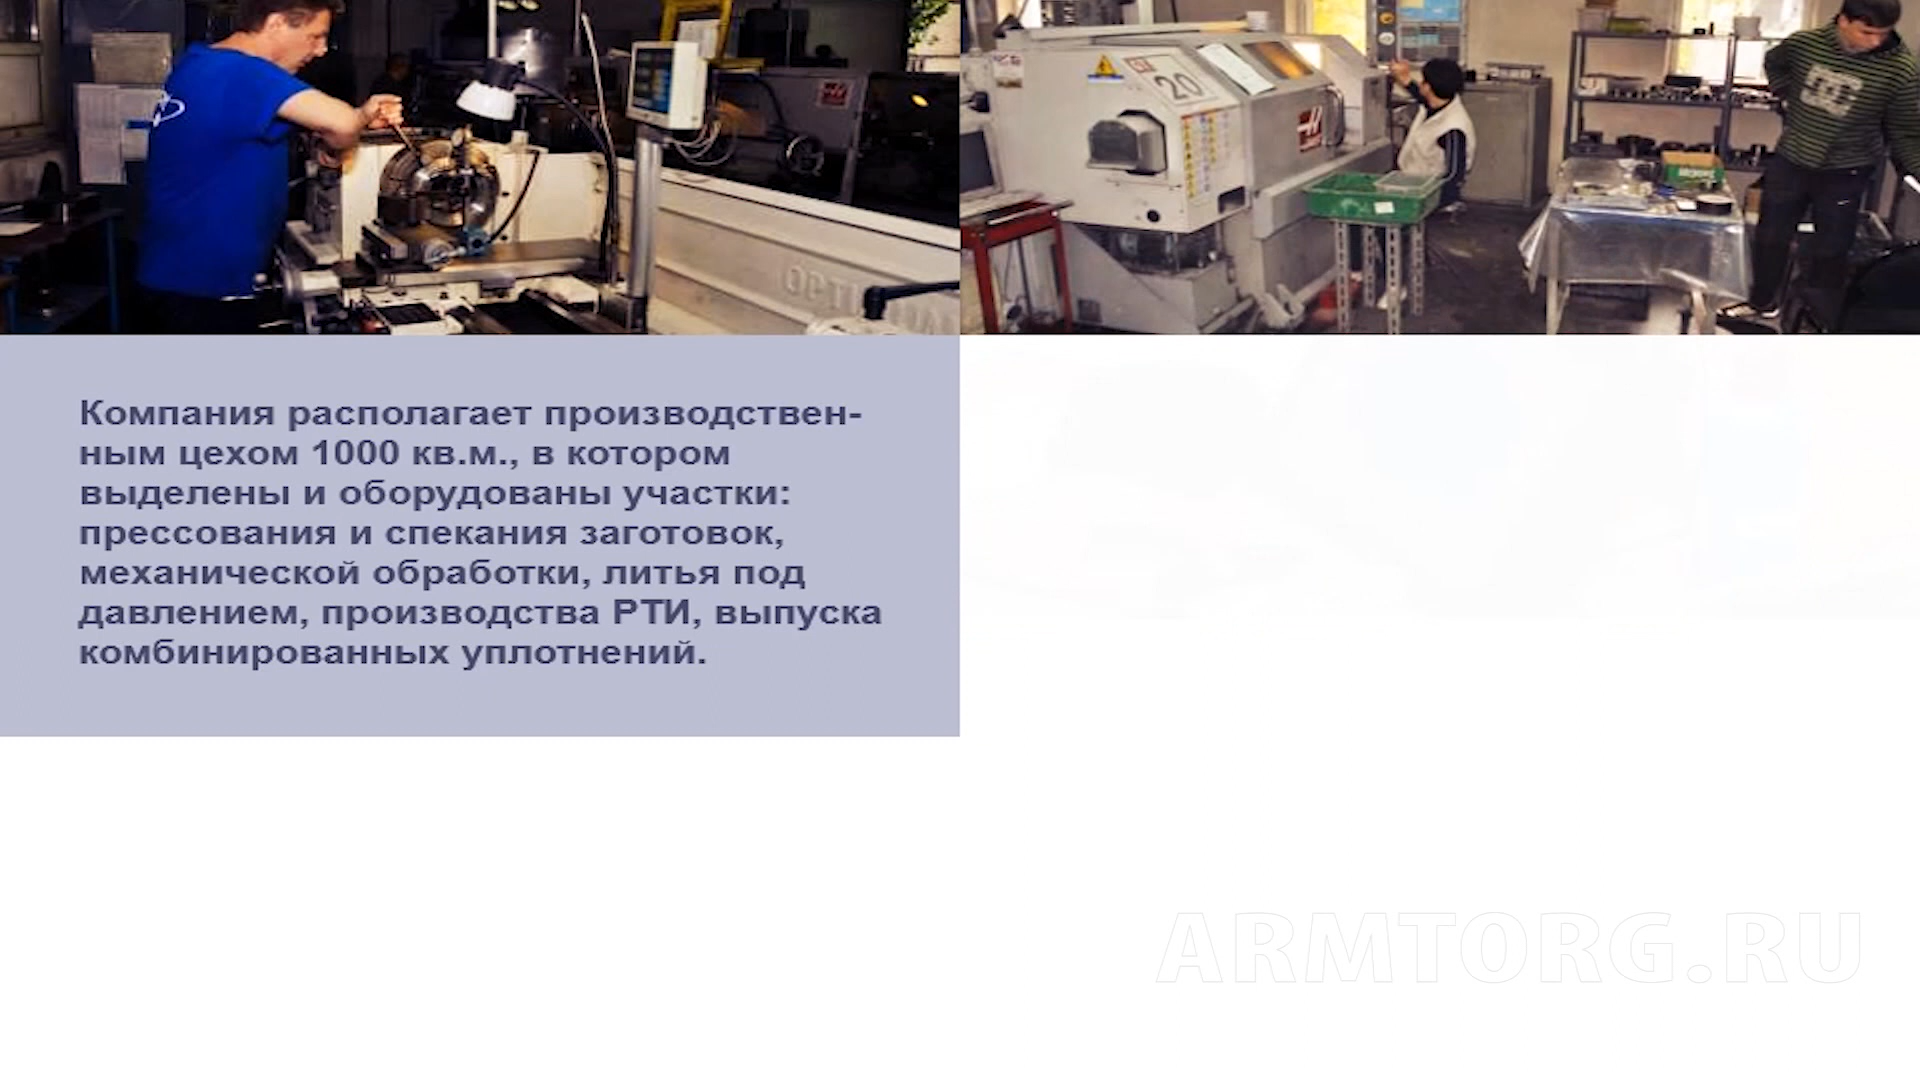 20
Компания располагает производствен-
ным цехом 1000 кв.м., в котором
выделены и оборудованы участки:
прессования и спекания заготовок,
механической обработки, литья под
давлением, производства РТИ, выпуска
комбинированных уплотнений.
ARMTORG.RU